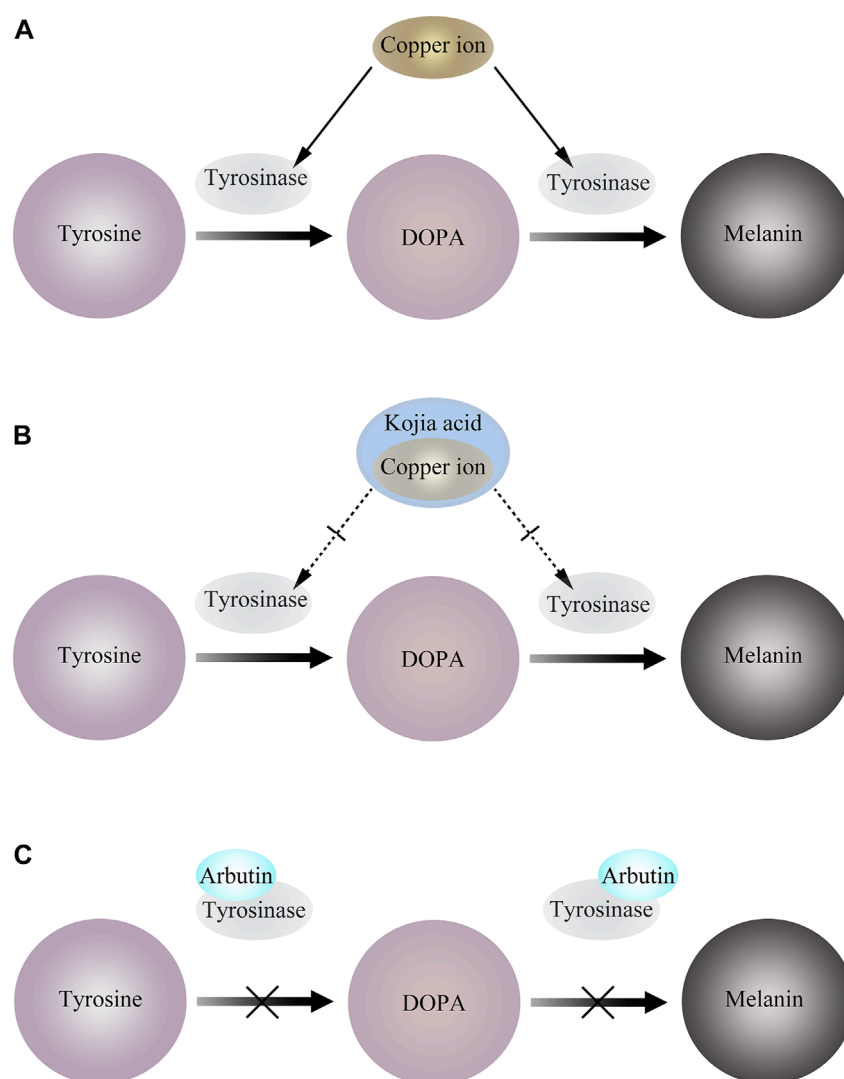 A
Copper ion
Tyrosinase
Tyrosinase
Tyrosine
DOPA
Melanin
B
Kojia acid
Copper ion
Tyrosinase
Tyrosinase
Tyrosine
DOPA
Melanin
C
Arbutin
Arbutin
Tyrosinase
Tyrosinase
Tyrosine
DOPA
Melanin